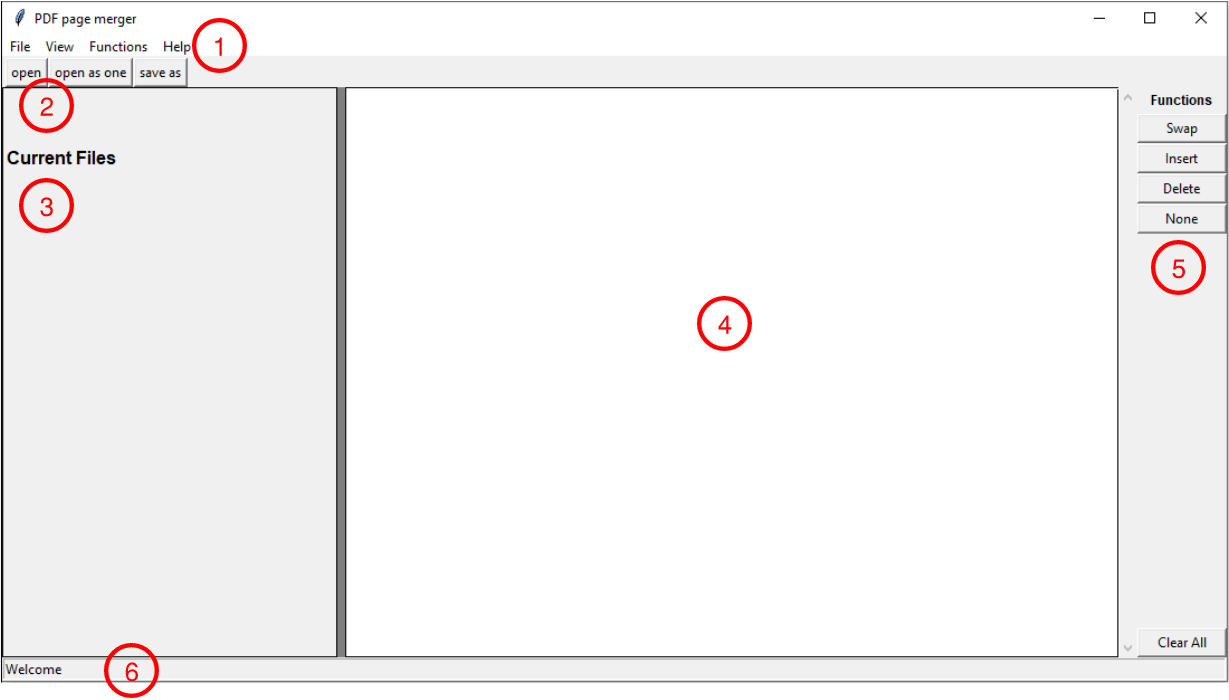 PDF page merger
File View Functions Help 1
open open as one save as
2
Functions
Swap
Current Files
Insert
3
Delete
None
5
4
Clear All
Welcome 6